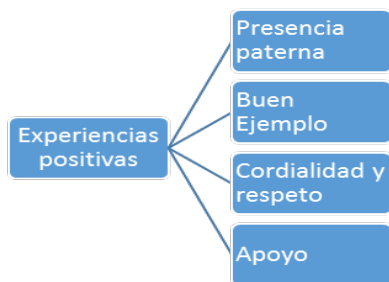 Presencia
paterna
Buen
Ejemplo
Experiencias
positivas
Cordialidad y
respeto
Apoyo